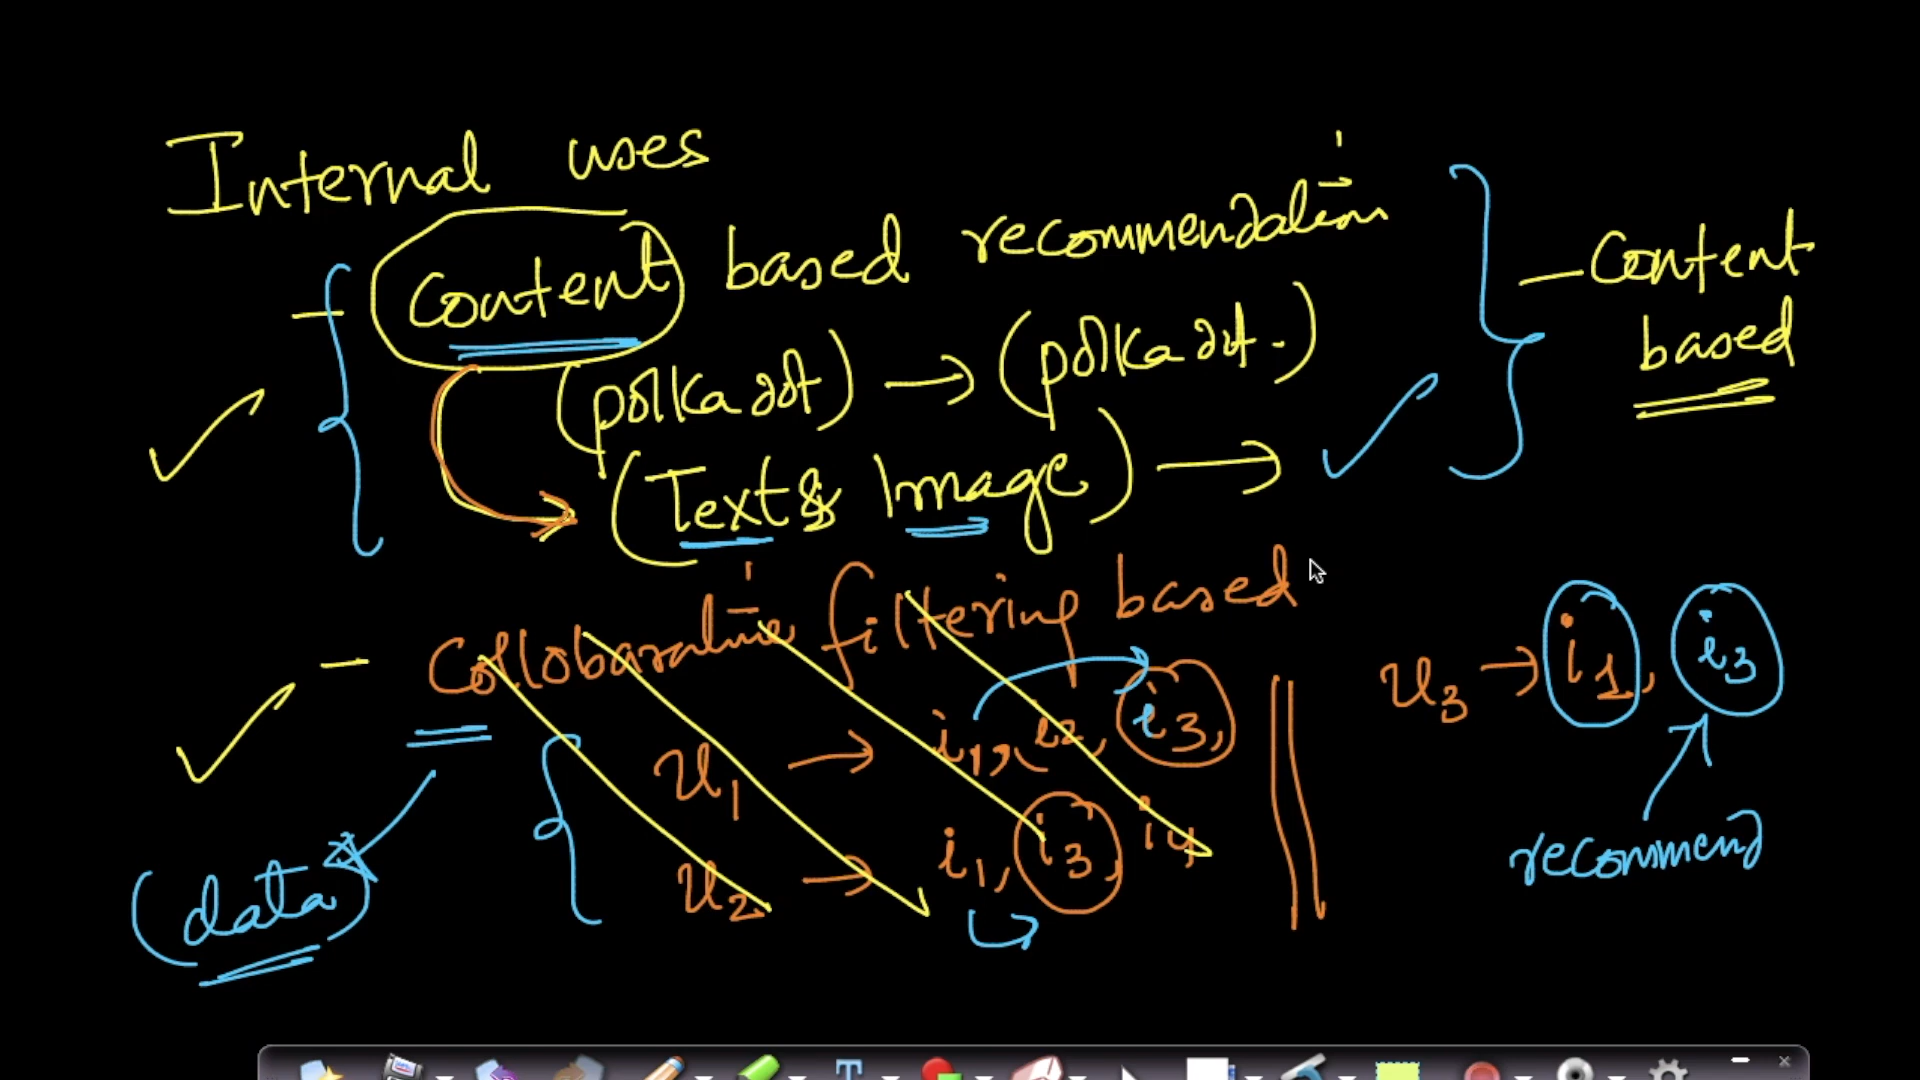 Internal uses
- Content based recommendation
(polka dot) → (polka dot.)
(Text & Image) →
- Content
based
- Collobarative filtering based
u1 → i1, i2, i3,
u2 → i1, i3, i4
u3 → i1, i3
recommend
(data)
T